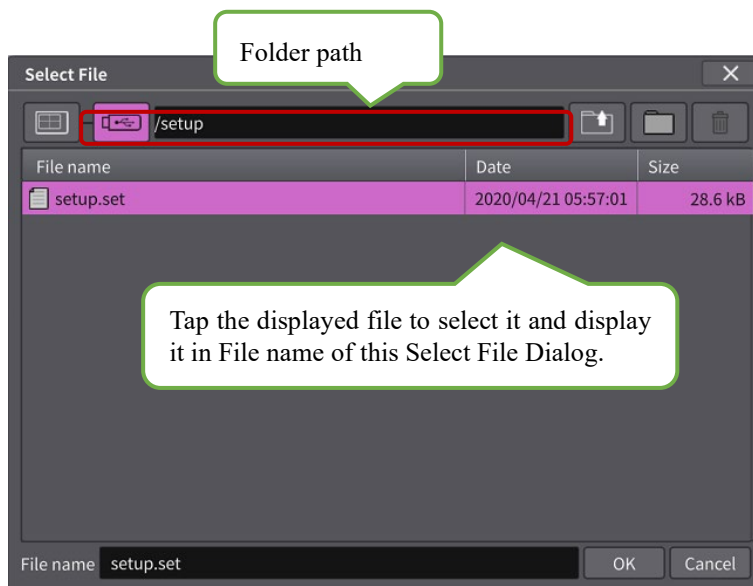 Folder path
Select File
/setup
File name Date Size
setup.set 2020/04/21 05:57:01 28.6 kB
Tap the displayed file to select it and display
it in File name of this Select File Dialog.
File name setup.set OK Cancel